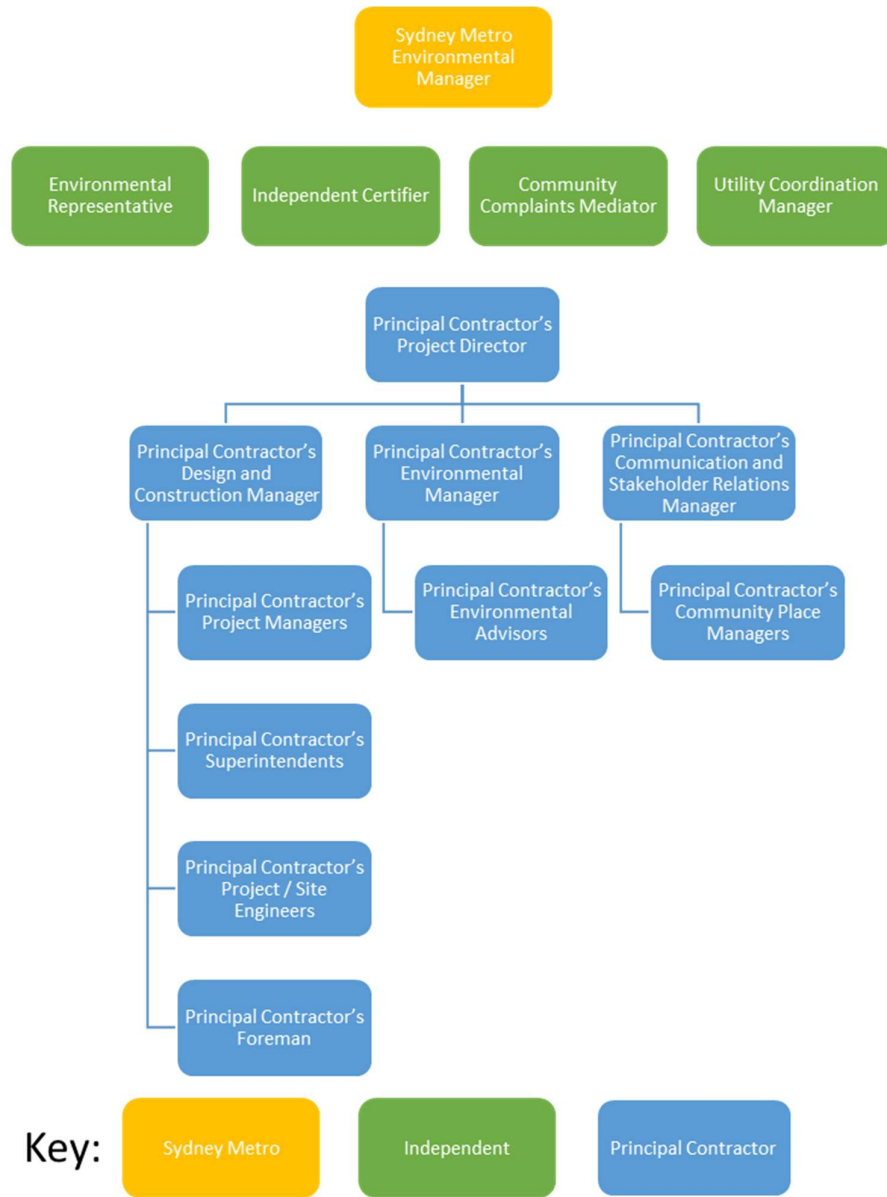 Sydney Metro
Environmental
Manager
Environmental
Representative
Independent Certifier
Community
Complaints Mediator
Utility Coordination
Manager
Principal Contractor’s
Project Director
Principal Contractor’s
Design and
Construction Manager
Principal Contractor’s
Environmental
Manager
Principal Contractor’s
Communication and
Stakeholder Relations
Manager
Principal Contractor’s
Project Managers
Principal Contractor’s
Environmental
Advisors
Principal Contractor’s
Community Place
Managers
Principal Contractor’s
Superintendents
Principal Contractor’s
Project / Site
Engineers
Principal Contractor’s
Foreman
Key:
Sydney Metro
Independent
Principal Contractor